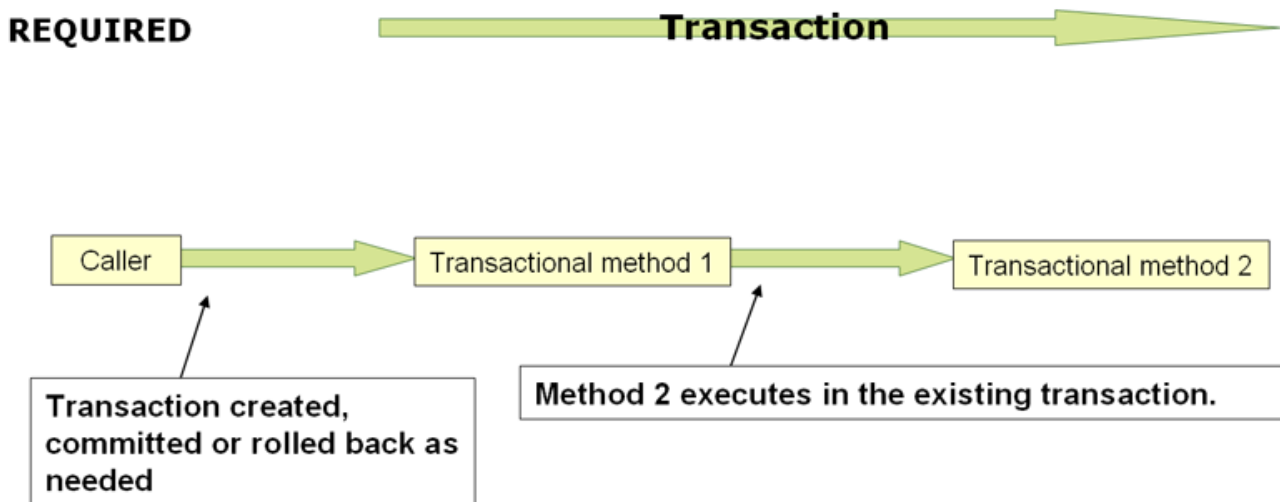 REQUIRED
Transaction
Caller
Transactional method 1
Transactional method 2
Transaction created,
committed or rolled back as
needed
Method 2 executes in the existing transaction.